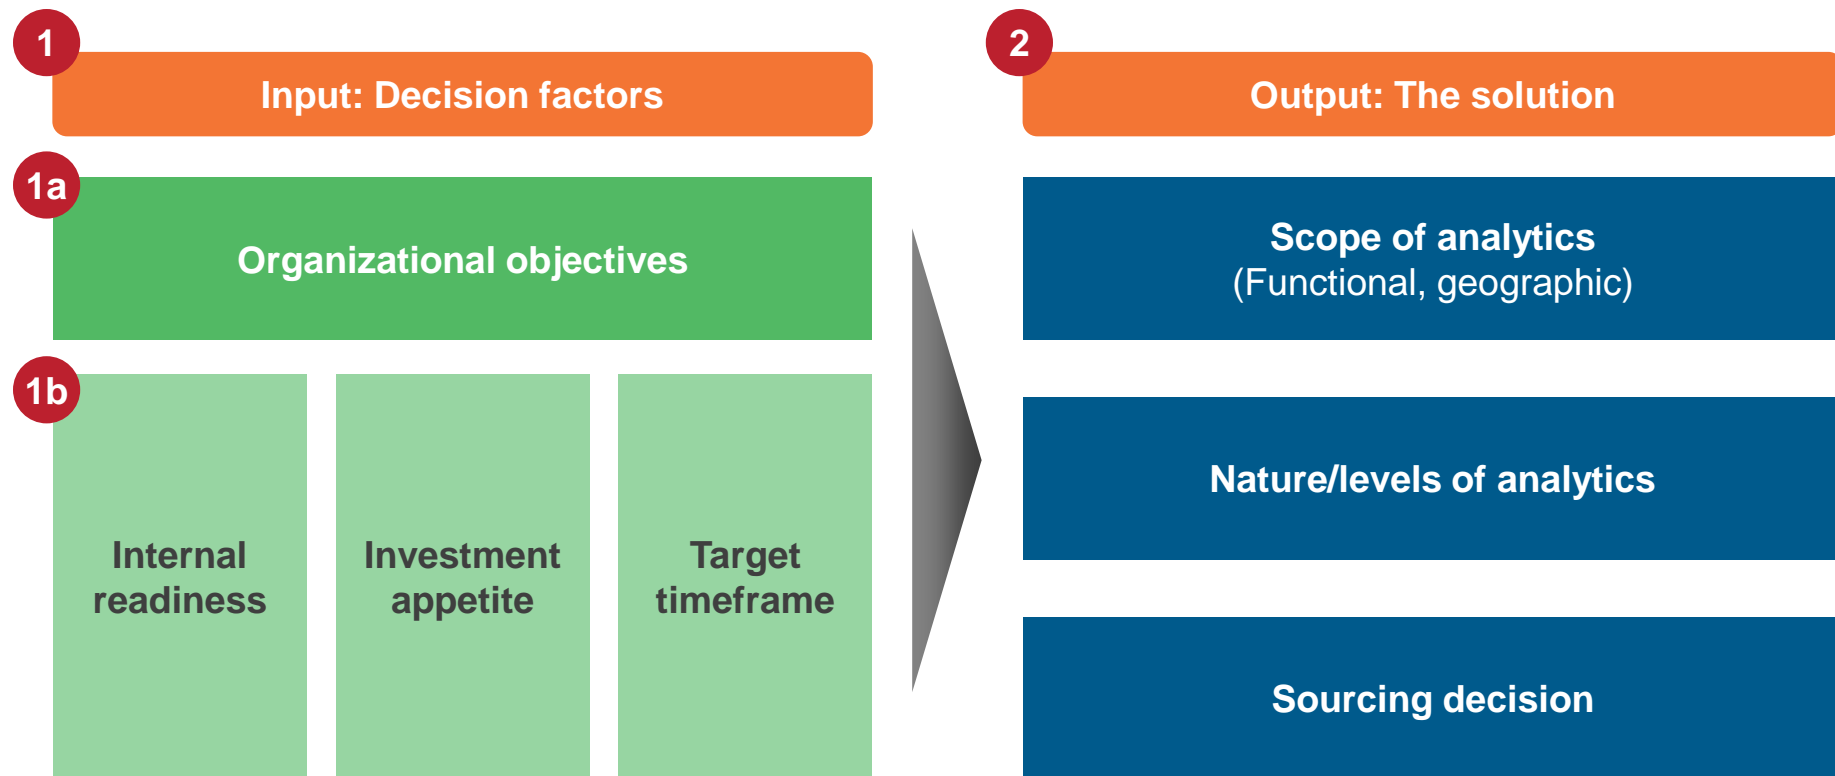 1
Input: Decision factors
1a
Organizational objectives
1b
Internal
readiness
Investment
appetite
Target
timeframe
2
Output: The solution
Scope of analytics
(Functional, geographic)
Nature/levels of analytics
Sourcing decision